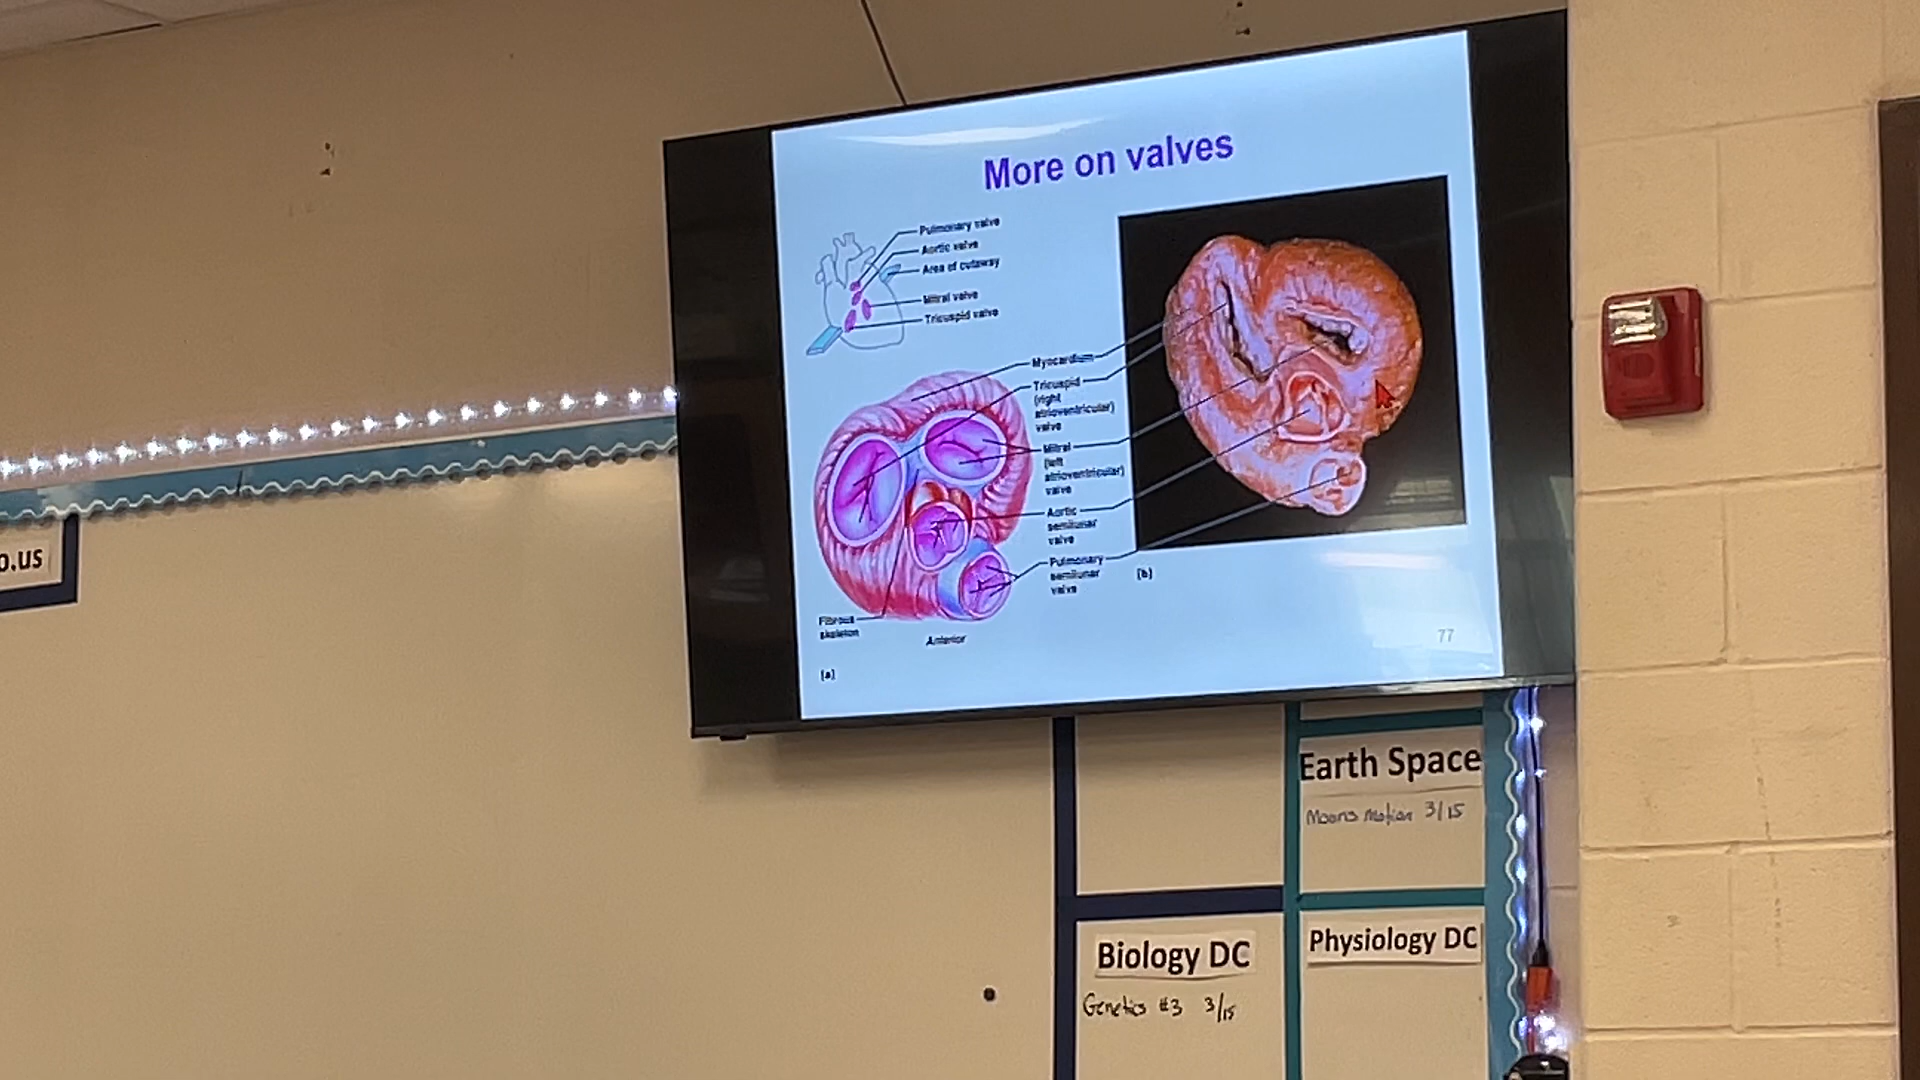 More on valves
Pulmonary valve
Aortic valve
Area of cutaway
Mitral valve
Tricuspid valve
Myocardium
Tricuspid
(right
atrioventricular)
valve
Mitral
(left
atrioventricular)
valve
Aortic
semilunar
valve
Pulmonary
semilunar
valve
Fibrous
skeleton
Anterior
(a)
(b)
77
o.us
Earth Space
Moons Motion 3/15
Biology DC
Genetics #3 3/15
Physiology DC